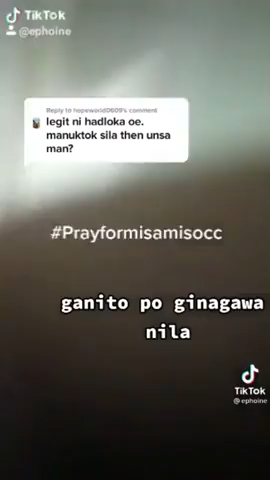 TikTok
@ephoine
Reply to hopeworld0609's comment
legit ni hadloka oe.
manuktok sila then unsa
man?
#Prayformisamisocc
ganito po ginagawa
nila
TikTok
@ephoine